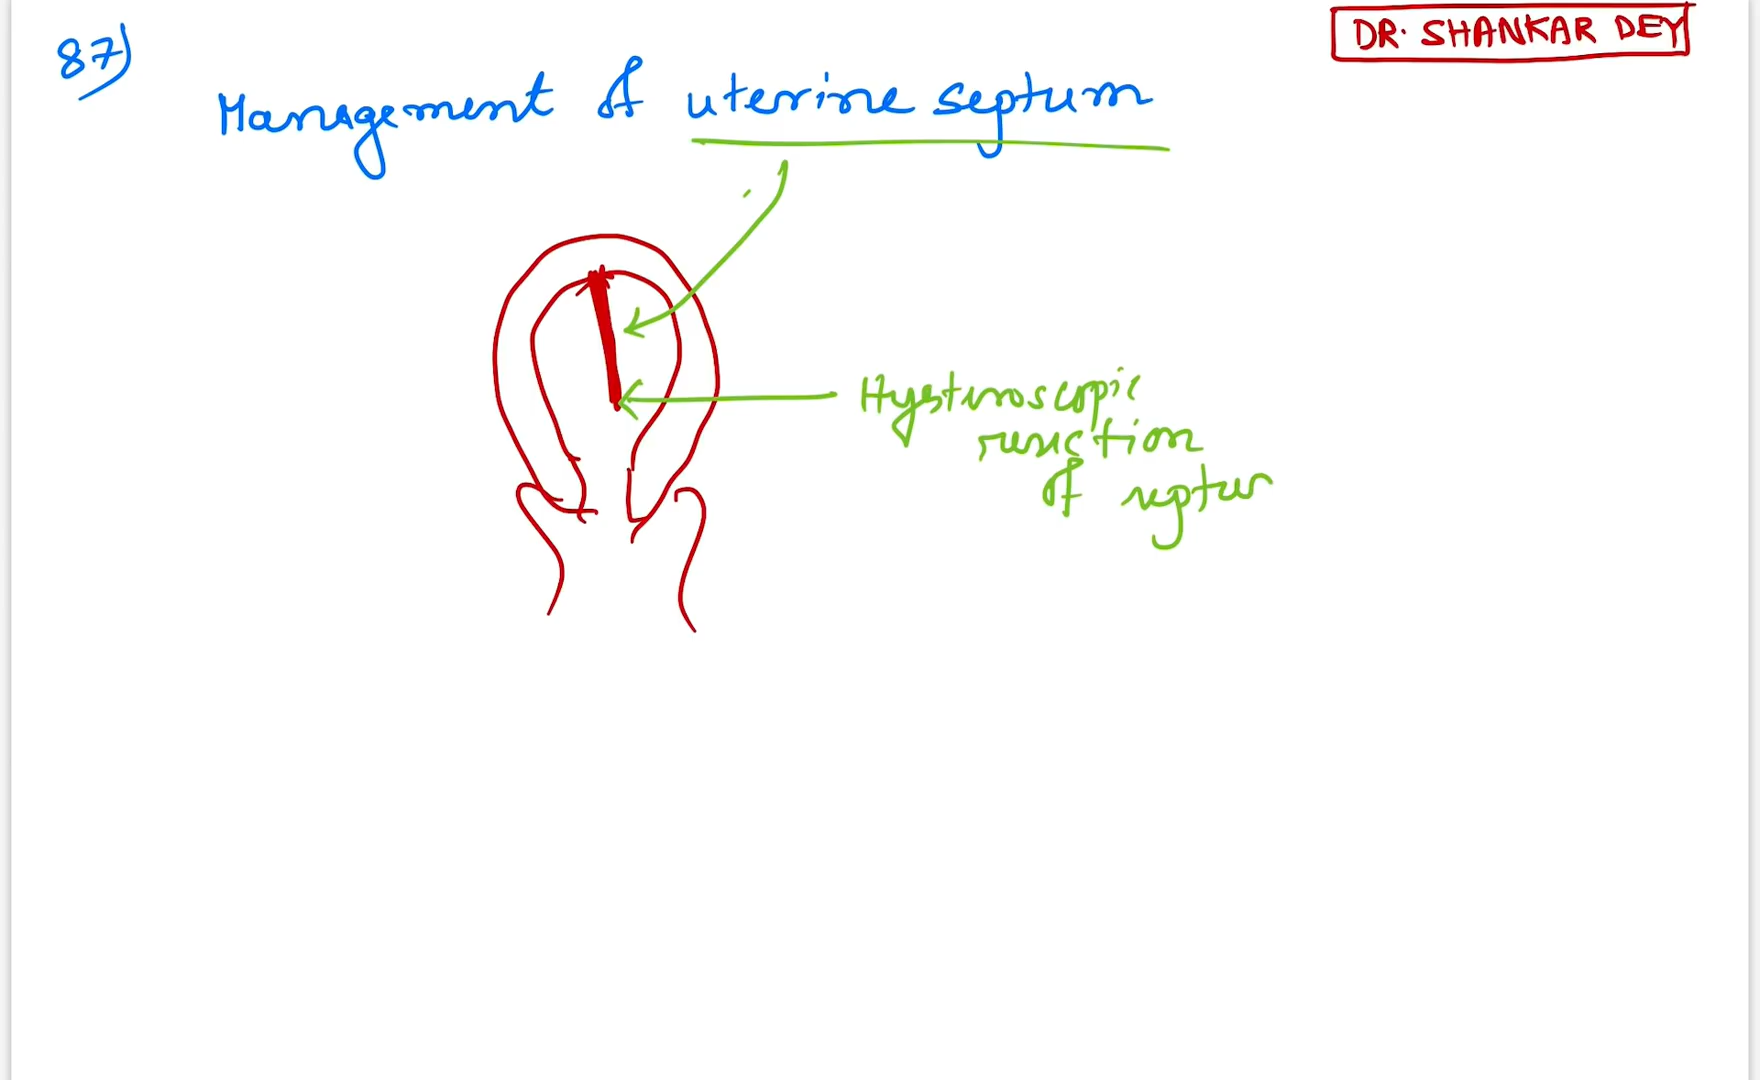 DR. SHANKAR DEY
87)
Management of uterine septum
Hysteroscopic
resection
of septum